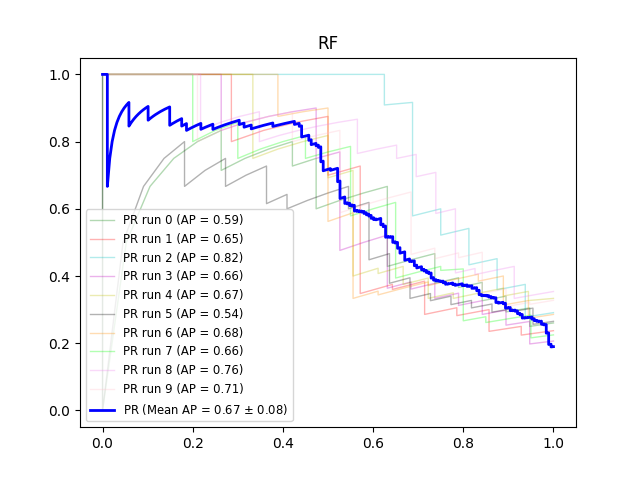 RF
1.0
0.8
0.6
0.4
0.2
0.0
PR run 0 (AP = 0.59)
PR run 1 (AP = 0.65)
PR run 2 (AP = 0.82)
PR run 3 (AP = 0.66)
PR run 4 (AP = 0.67)
PR run 5 (AP = 0.54)
PR run 6 (AP = 0.68)
PR run 7 (AP = 0.66)
PR run 8 (AP = 0.76)
PR run 9 (AP = 0.71)
PR (Mean AP = 0.67 ± 0.08)
0.0 0.2 0.4 0.6 0.8 1.0